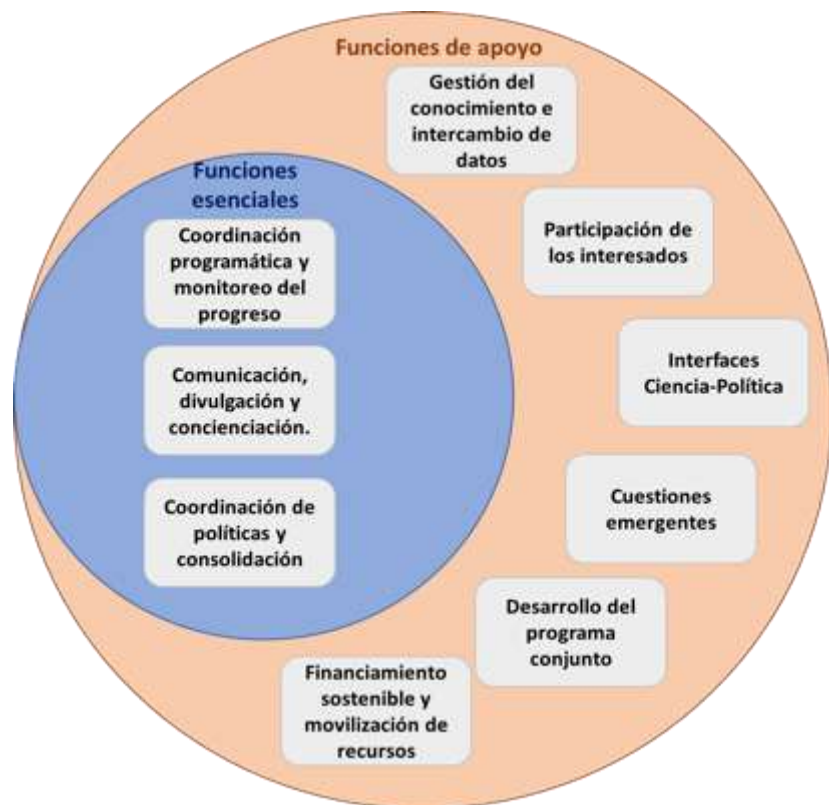 Funciones de apoyo
Gestión del
conocimiento e
intercambio de
datos
Funciones
esenciales
Coordinación
programática y
monitoreo del
progreso
Comunicación,
divulgación y
concienciación.
Coordinación de
políticas y
consolidación
Participación de
los interesados
Interfaces
Ciencia-Política
Cuestiones
emergentes
Desarrollo del
programa
conjunto
Financiamiento
sostenible y
movilización de
recursos